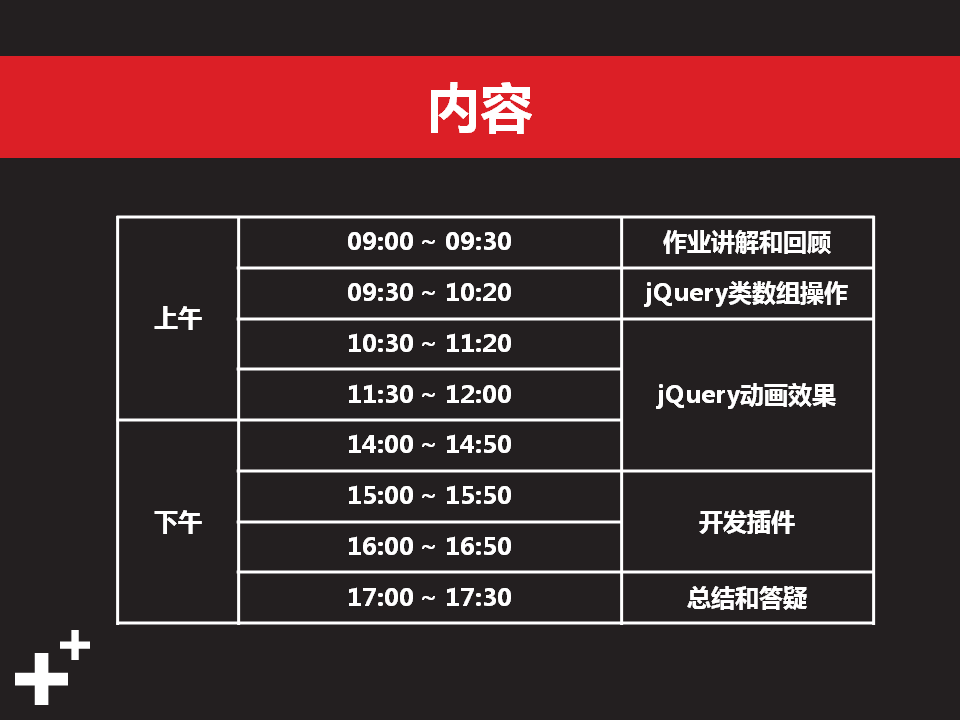 内容
上午
09:00 ~ 09:30 作业讲解和回顾
09:30 ~ 10:20 jQuery类数组操作
10:30 ~ 11:20
11:30 ~ 12:00 jQuery动画效果
下午
14:00 ~ 14:50
15:00 ~ 15:50
16:00 ~ 16:50 开发插件
17:00 ~ 17:30 总结和答疑